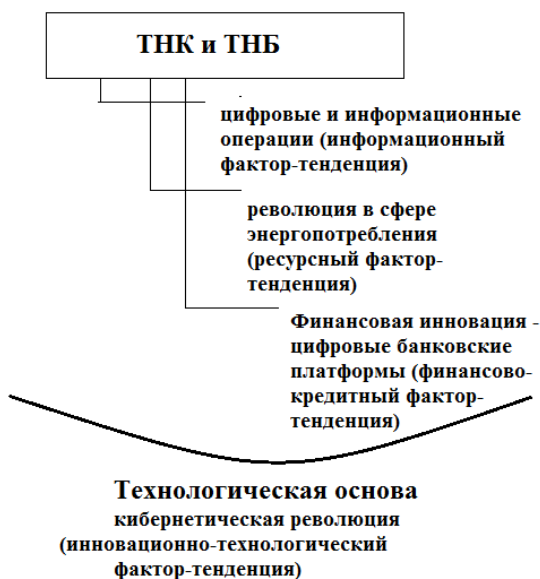 ТНК и ТНБ
цифровые и информационные
операции (информационный
фактор-тенденция)
революция в сфере
энергопотребления
(ресурсный фактор-
тенденция)
Финансовая инновация -
цифровые банковские
платформы (финансово-
кредитный фактор-
тенденция)
Технологическая основа
кибернетическая революция
(инновационно-технологический
фактор-тенденция)